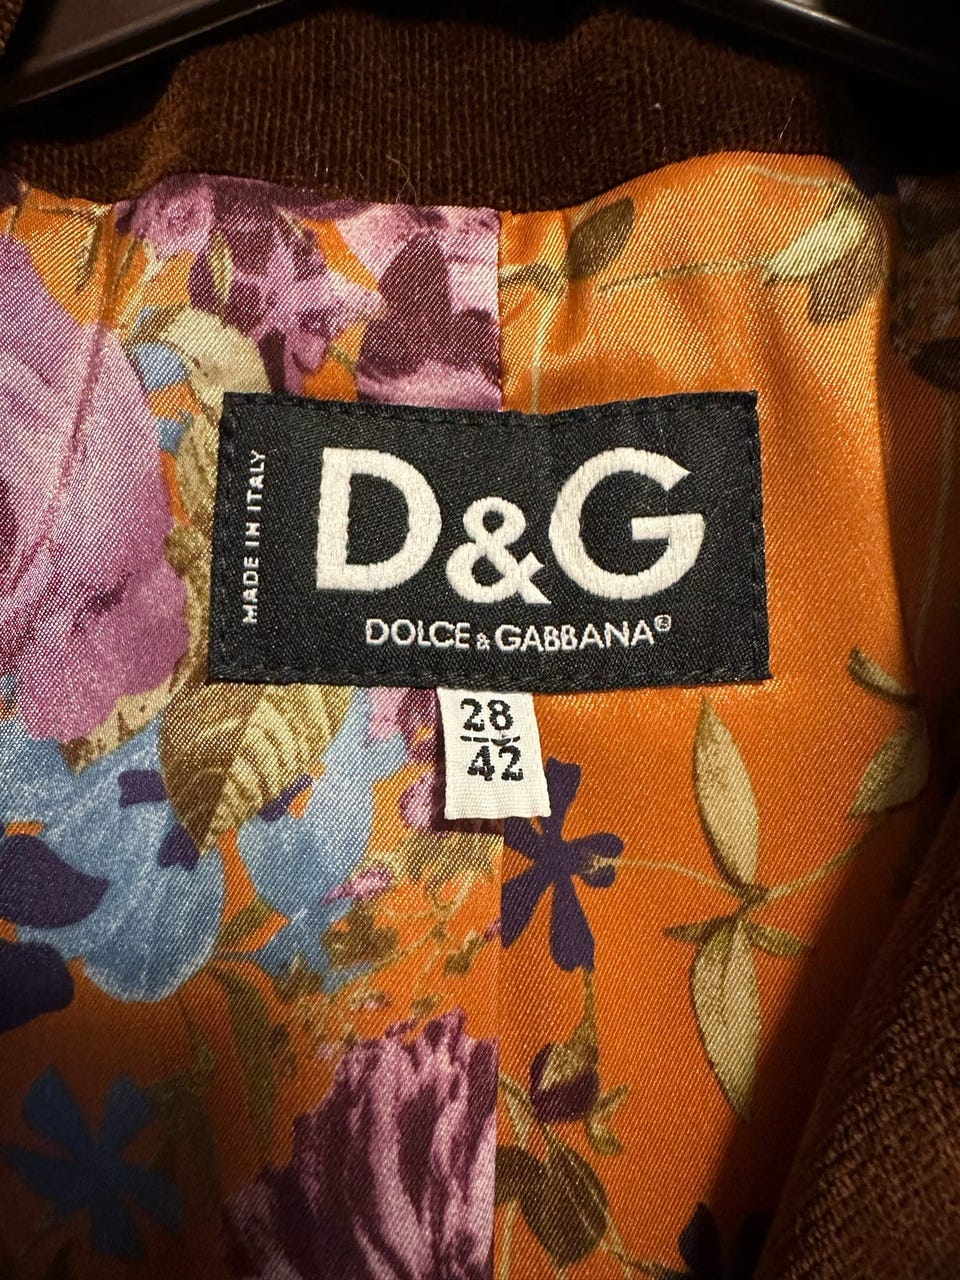 MADE IN ITALY
D&G
DOLCE & GABBANA®
28
42